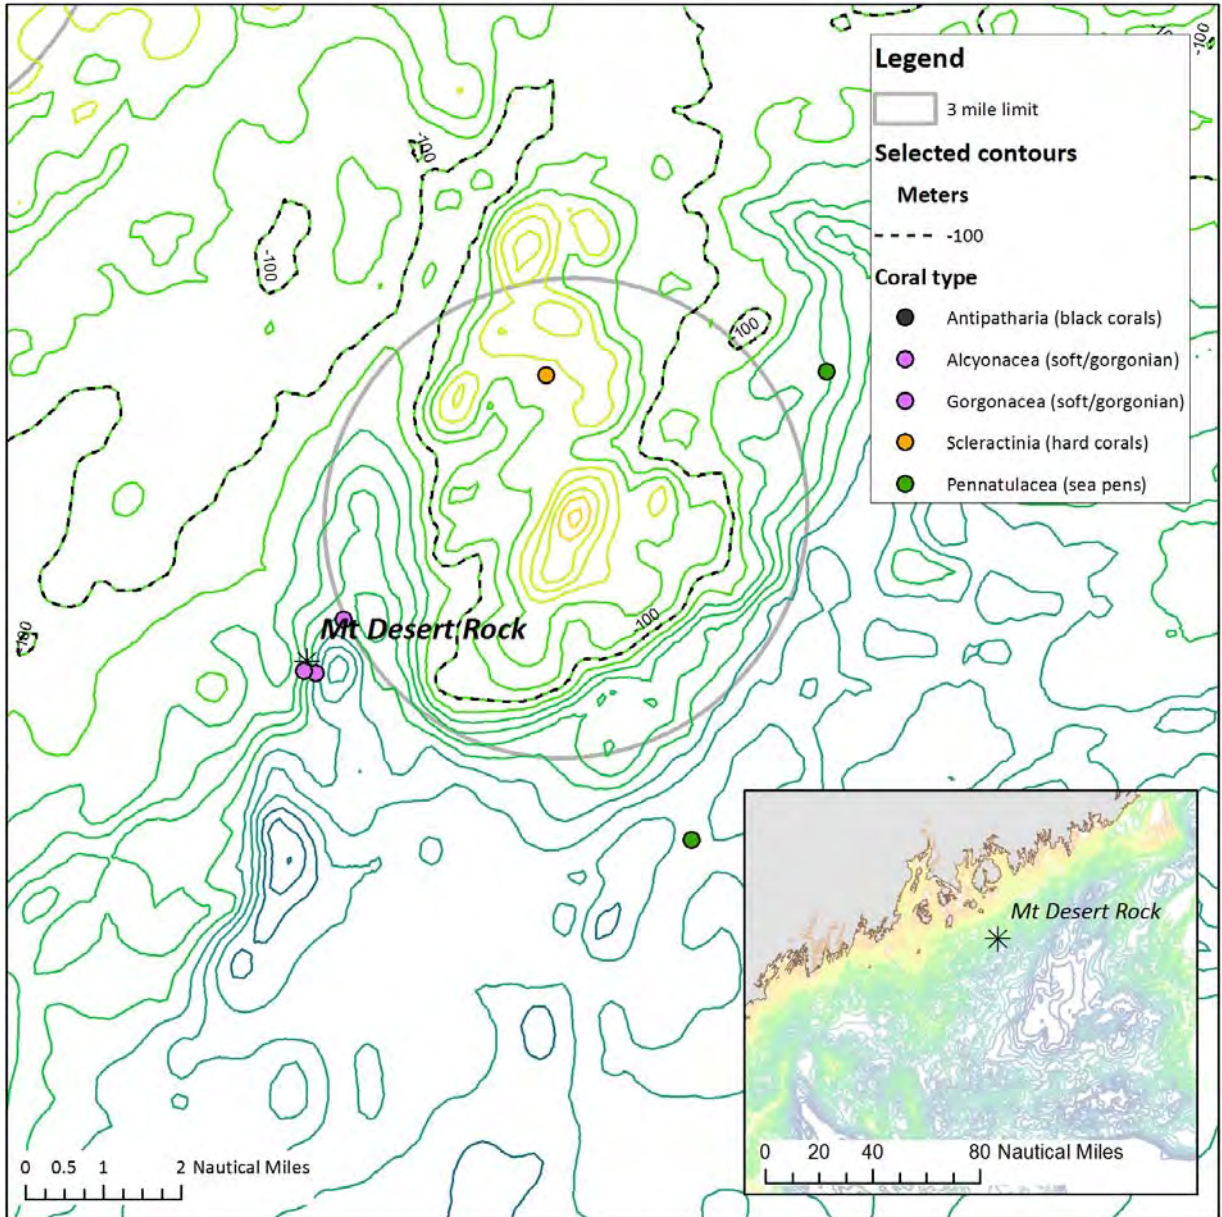 Legend
3 mile limit
Selected contours
Meters
-100
Coral type
Antipatharia (black corals)
Alcyonacea (soft/gorgonian)
Gorgonacea (soft/gorgonian)
Scleractinia (hard corals)
Pennatulacea (sea pens)
-100
-100
-100
-100
-100
-100
Mt Desert Rock
-100
Mt Desert Rock
0 20 40 80 Nautical Miles
0 0.5 1 2 Nautical Miles